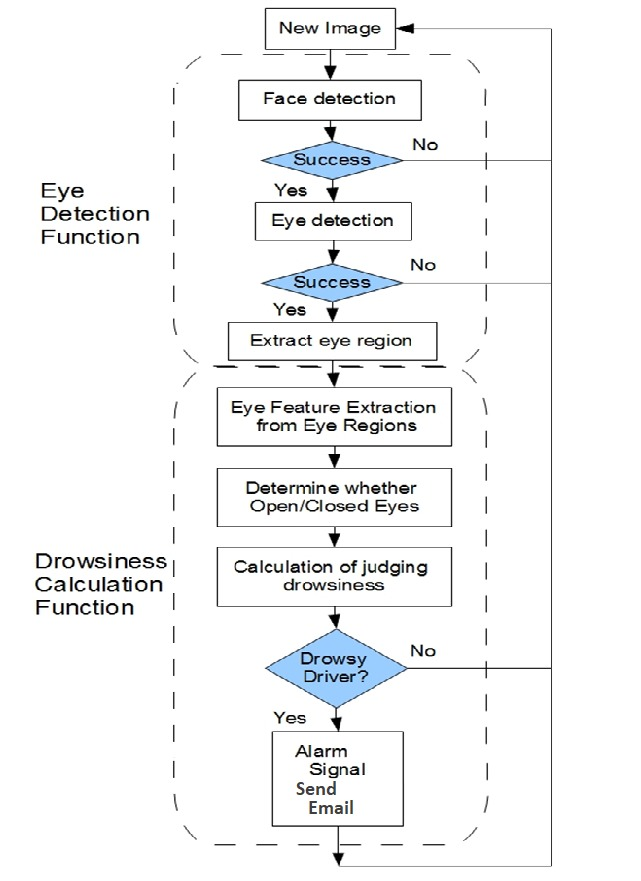 New Image
Face detection
Success
No
Yes
Eye
Detection
Function
Eye detection
Success
No
Yes
Extract eye region
Eye Feature Extraction
from Eye Regions
Determine whether
Open/Closed Eyes
Drowsiness
Calculation
Function
Calculation of judging
drowsiness
Drowsy
Driver?
No
Yes
Alarm
Signal
Send
Email